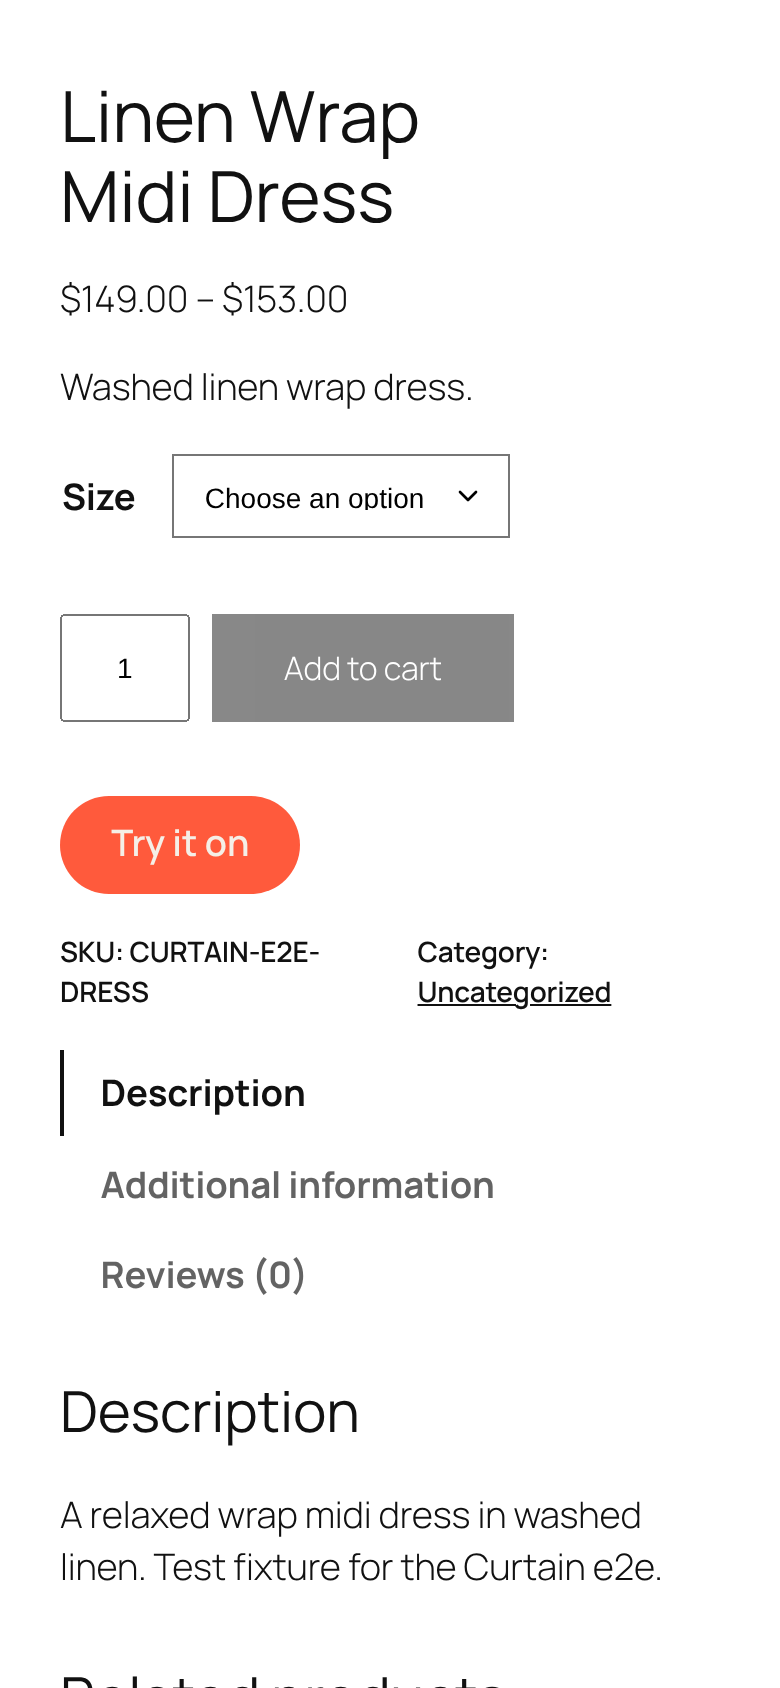 Linen Wrap
Midi Dress
$149.00 – $153.00
Washed linen wrap dress.
Size
Choose an option
1
Add to cart
Try it on
SKU: CURTAIN-E2E-
DRESS
Category:
Uncategorized
Description
Additional information
Reviews (0)
Description
A relaxed wrap midi dress in washed
linen. Test fixture for the Curtain e2e.
Related products